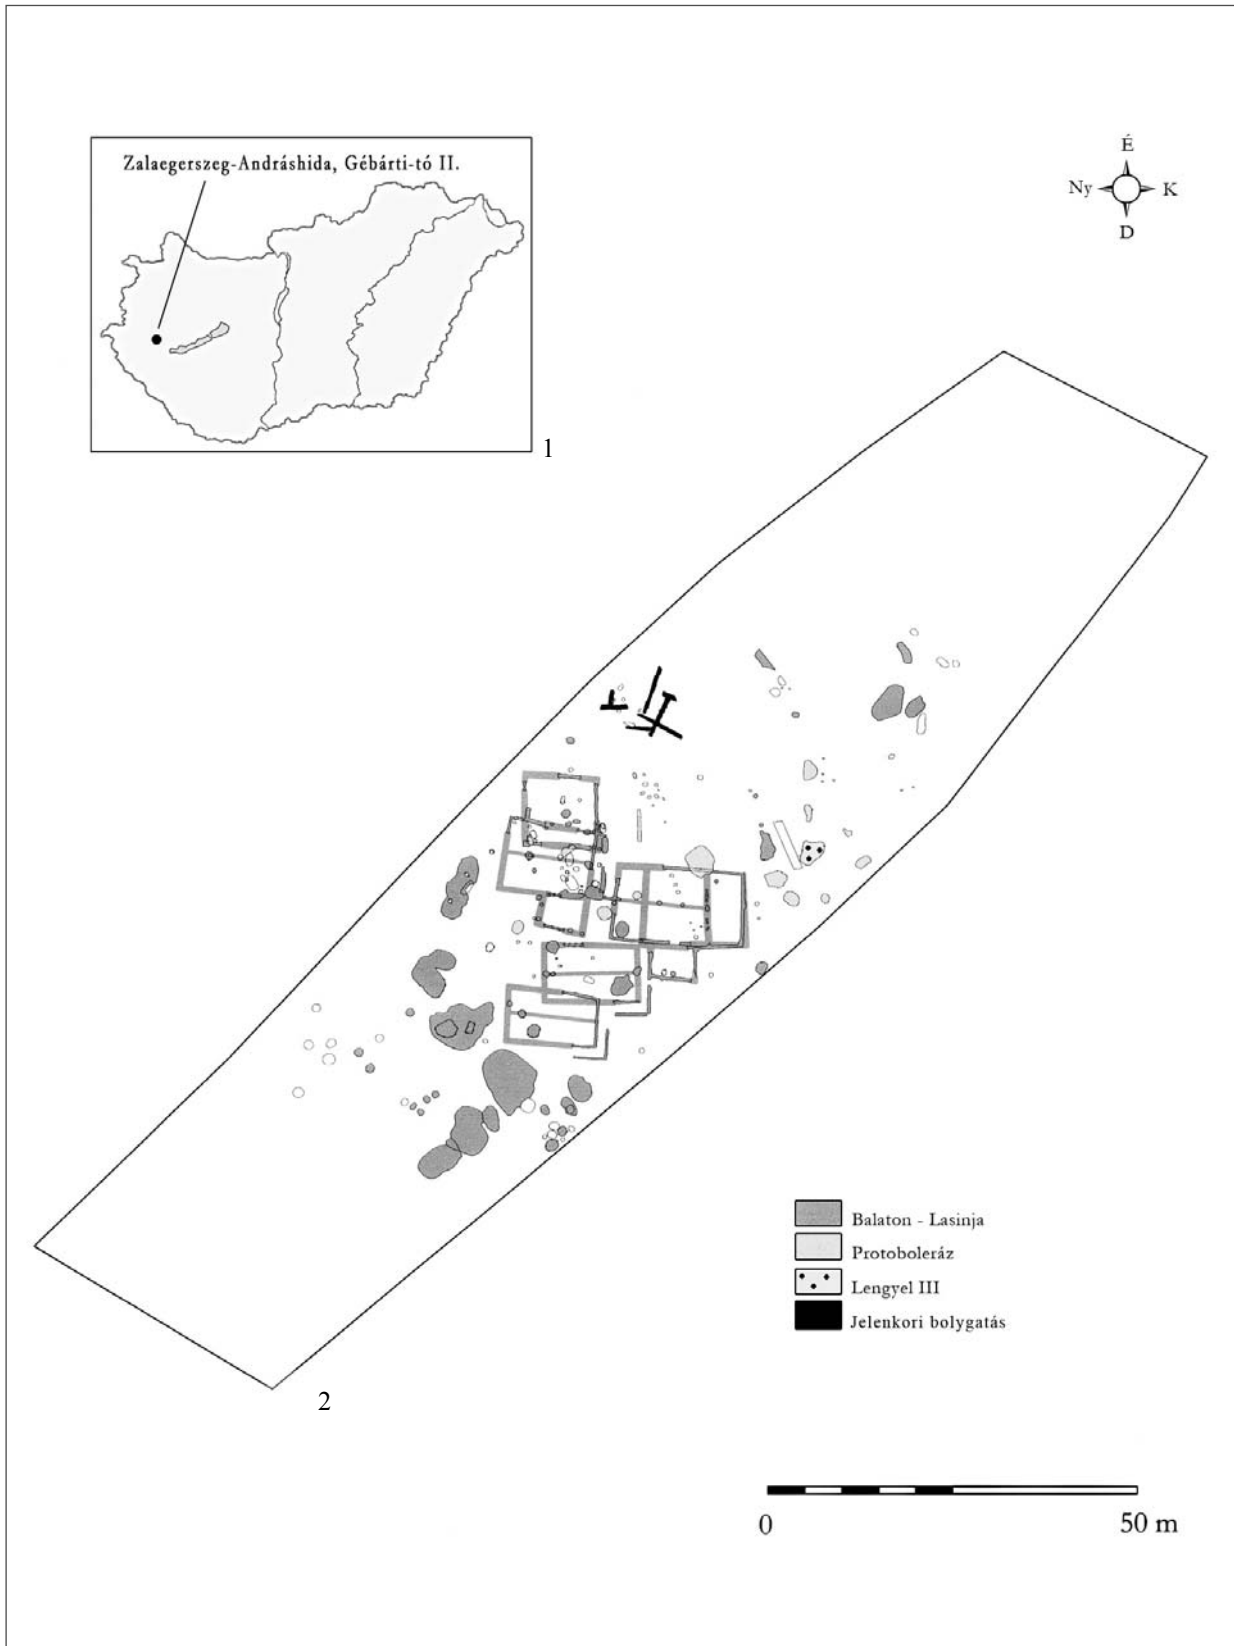 Zalaegerszeg-Andráshida, Gébárti-tó II.
1
É
Ny
K
D
2
Balaton - Lasinja
Protoboleráz
Lengyel III
Jelenkori bolygatás
0
50 m